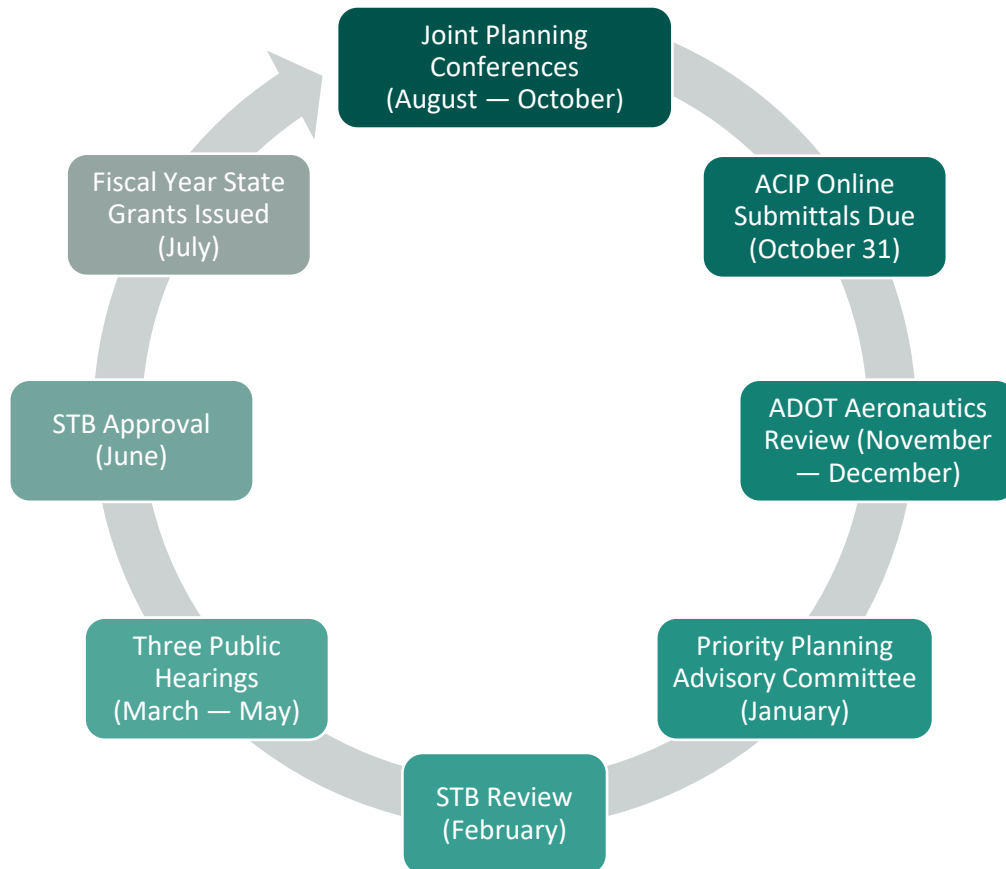 Joint Planning
Conferences
(August — October)
ACIP Online
Submittals Due
(October 31)
ADOT Aeronautics
Review (November
— December)
Priority Planning
Advisory Committee
(January)
STB Review
(February)
Three Public
Hearings
(March — May)
STB Approval
(June)
Fiscal Year State
Grants Issued
(July)